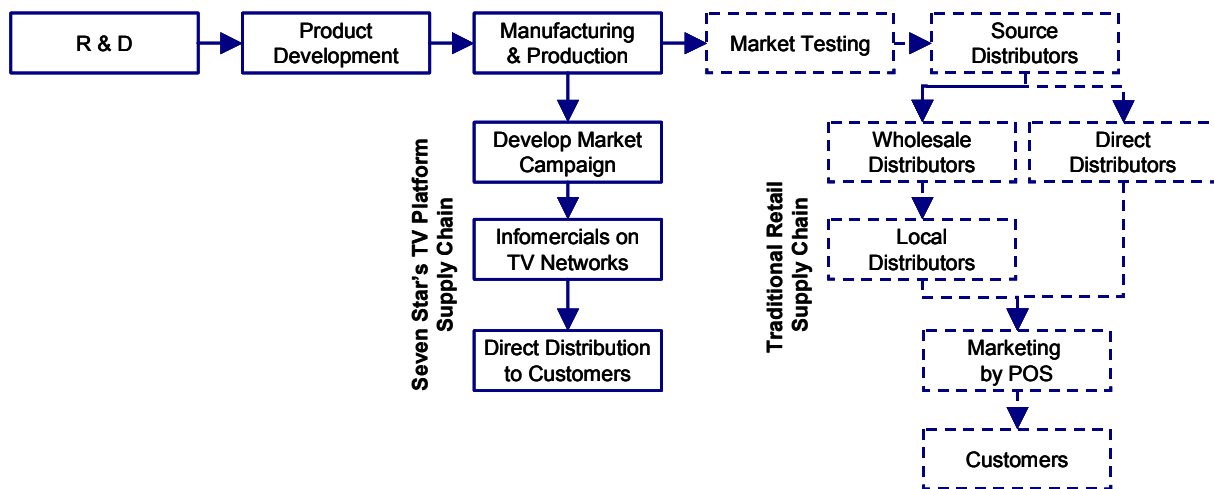 R & D
Product
Development
Manufacturing
& Production
Market Testing
Source
Distributors
Develop Market
Campaign
Wholesale
Distributors
Direct
Distributors
Seven Star's TV Platform
Supply Chain
Infomercials on
TV Networks
Traditional Retail
Supply Chain
Local
Distributors
Direct Distribution
to Customers
Marketing
by POS
Customers